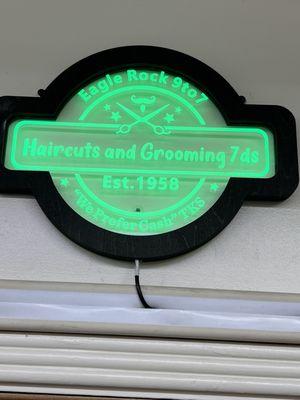 Eagle Rock 9to7
Haircuts and Grooming 7ds
Est.1958
"We Prefer Cash" TKS